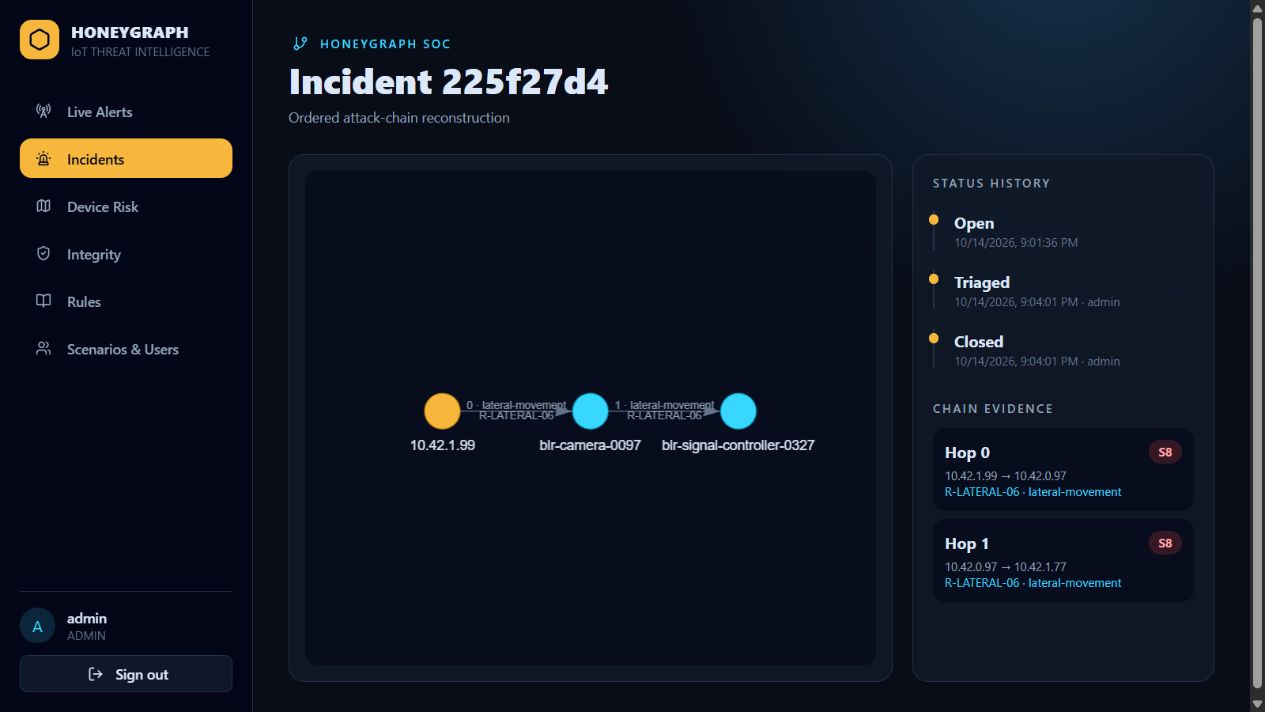 HONEYGRAPH
IoT THREAT INTELLIGENCE
Live Alerts
Incidents
Device Risk
Integrity
Rules
Scenarios & Users
A
admin
ADMIN
Sign out
HONEYGRAPH SOC
Incident 225f27d4
Ordered attack-chain reconstruction
0 · lateral-movement
R-LATERAL-06
1 · lateral-movement
R-LATERAL-06
10.42.1.99
blr-camera-0097
blr-signal-controller-0327
STATUS HISTORY
Open
10/14/2026, 9:01:36 PM
Triaged
10/14/2026, 9:04:01 PM · admin
Closed
10/14/2026, 9:04:01 PM · admin
CHAIN EVIDENCE
Hop 0
S8
10.42.1.99 → 10.42.0.97
R-LATERAL-06 · lateral-movement
Hop 1
S8
10.42.0.97 → 10.42.1.77
R-LATERAL-06 · lateral-movement